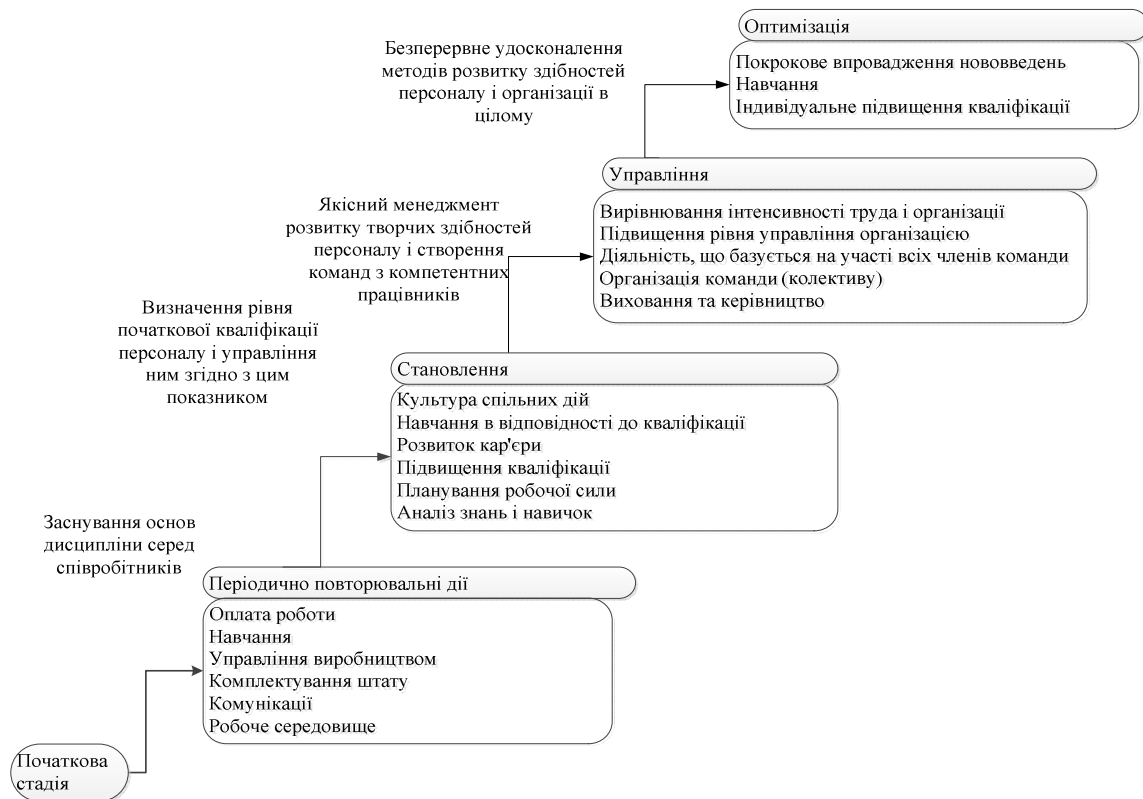 Оптимізація
Покрокове впровадження нововведень
Навчання
Індивідуальне підвищення кваліфікації
Безперервне удосконалення
методів розвитку здібностей
персоналу і організації в
цілому
Управління
Вирівнювання інтенсивності труда і організації
Підвищення рівня управління організацією
Діяльність, що базується на участі всіх членів команди
Організація команди (колективу)
Виховання та керівництво
Якісний менеджмент
розвитку творчих здібностей
персоналу і створення
команд з компетентних
працівників
Визначення рівня
початкової кваліфікації
персоналу і управління
ним згідно з цим
показником
Становлення
Культура спільних дій
Навчання в відповідності до кваліфікації
Розвиток кар'єри
Підвищення кваліфікації
Планування робочої сили
Аналіз знань і навичок
Заснування основ
дисципліни серед
співробітників
Періодично повторювальні дії
Оплата роботи
Навчання
Управління виробництвом
Комплектування штату
Комунікації
Робоче середовище
Початкова
стадія